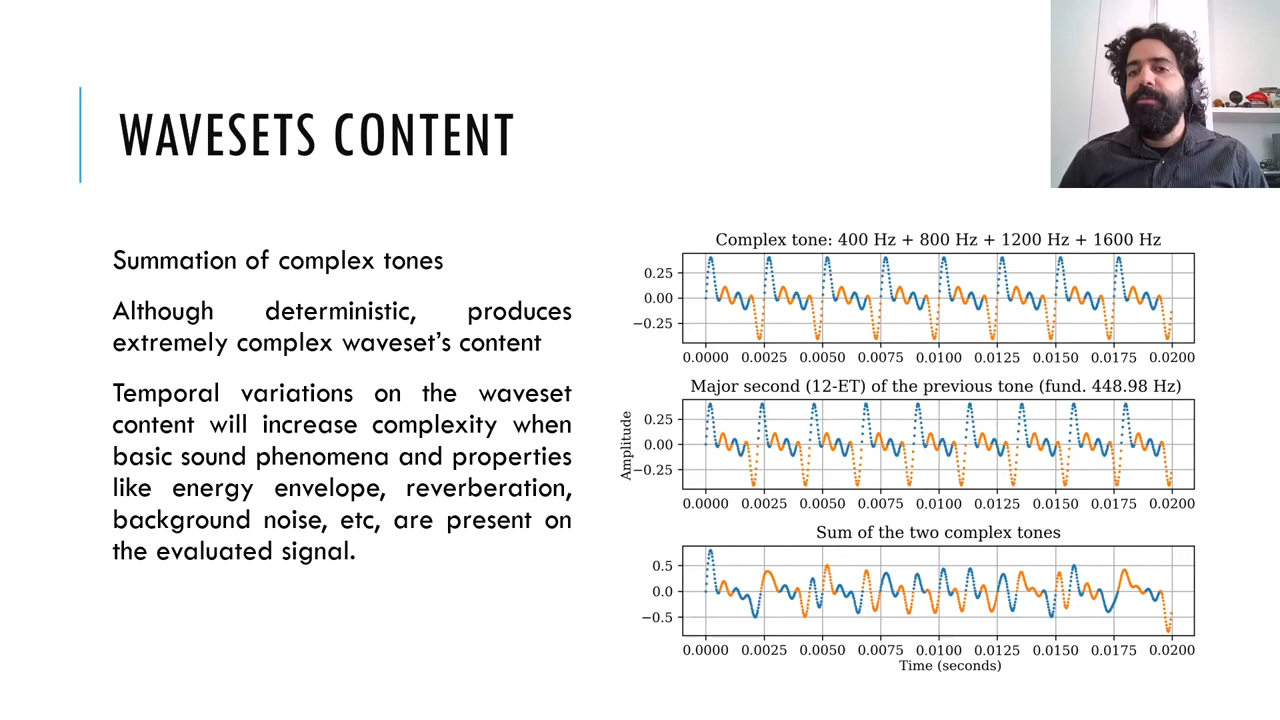 WAVESETS CONTENT
Summation of complex tones
Although deterministic, produces
extremely complex waveset's content
Temporal variations on the waveset
content will increase complexity when
basic sound phenomena and properties
like energy envelope, reverberation,
background noise, etc, are present on
the evaluated signal.
Complex tone: 400 Hz + 800 Hz + 1200 Hz + 1600 Hz
0.25
0.00
−0.25
0.0000 0.0025 0.0050 0.0075 0.0100 0.0125 0.0150 0.0175 0.0200
Major second (12-ET) of the previous tone (fund. 448.98 Hz)
Amplitude
0.25
0.00
−0.25
0.0000 0.0025 0.0050 0.0075 0.0100 0.0125 0.0150 0.0175 0.0200
Sum of the two complex tones
0.5
0.0
−0.5
0.0000 0.0025 0.0050 0.0075 0.0100 0.0125 0.0150 0.0175 0.0200
Time (seconds)